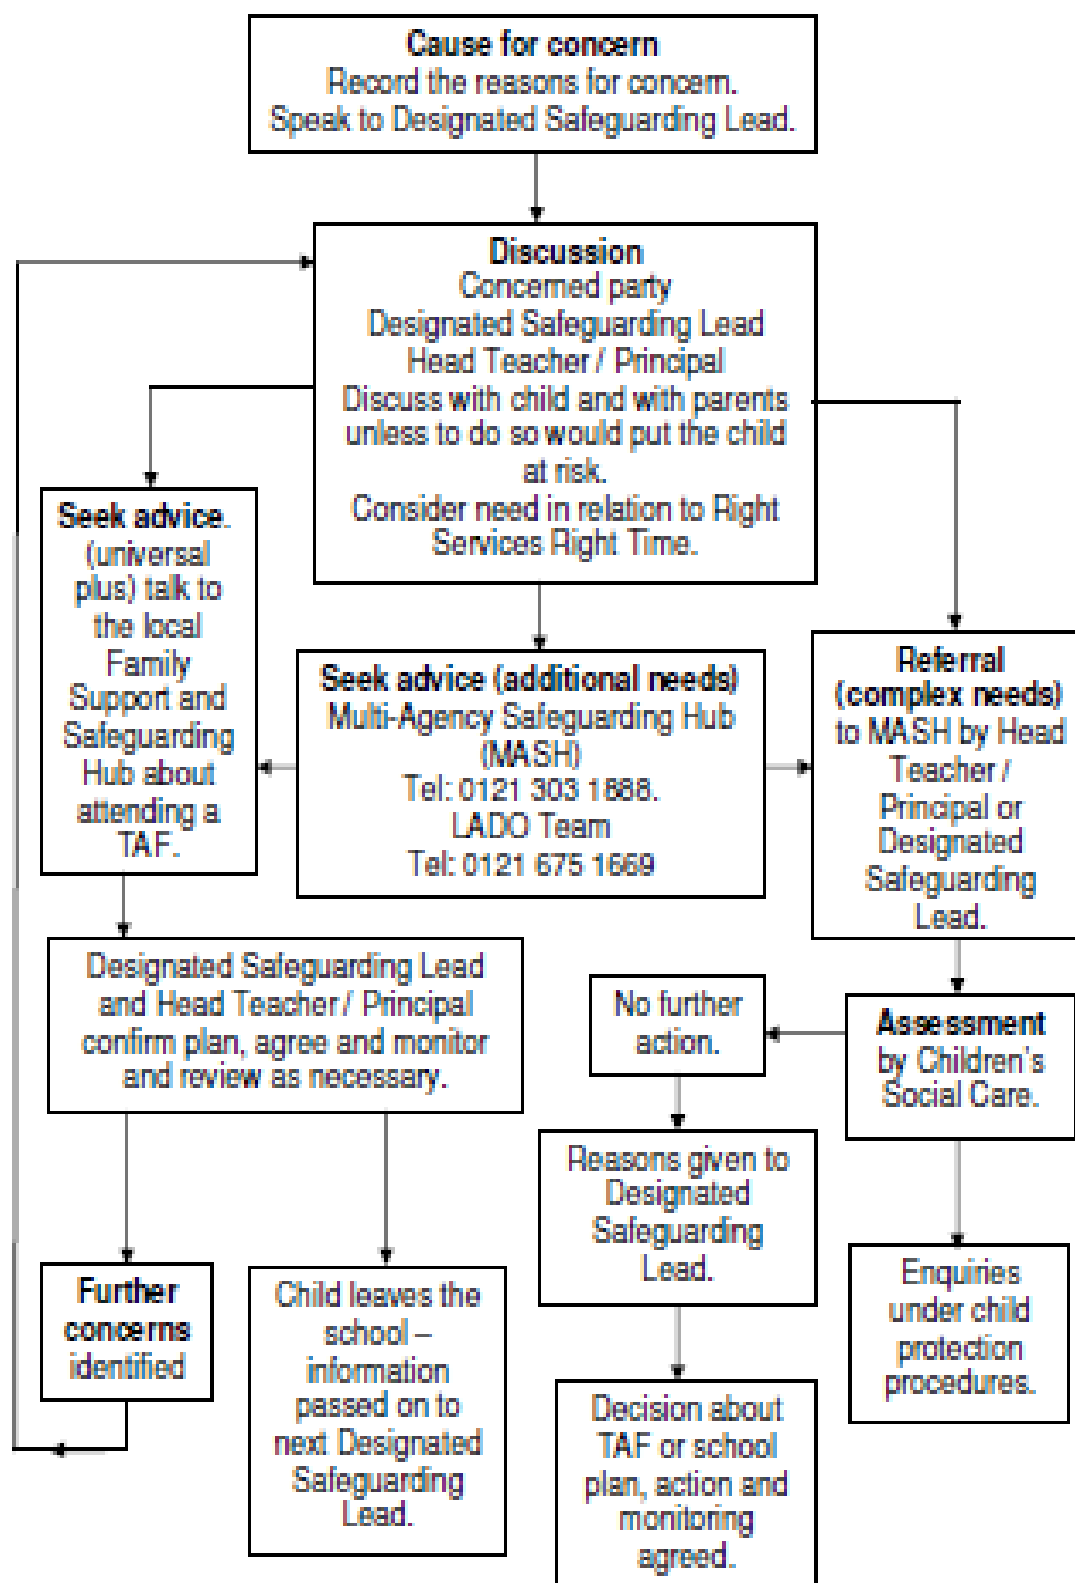 Cause for concern
Record the reasons for concern.
Speak to Designated Safeguarding Lead.
Discussion
Concerned party
Designated Safeguarding Lead
Head Teacher / Principal
Discuss with child and with parents
unless to do so would put the child
at risk.
Consider need in relation to Right
Services Right Time.
Seek advice.
(universal
plus) talk to
the local
Family
Support and
Safeguarding
Hub about
attending a
TAF.
Seek advice (additional needs)
Multi-Agency Safeguarding Hub
(MASH)
Tel: 0121 303 1888.
LADO Team
Tel: 0121 675 1669
Referral
(complex needs)
to MASH by Head
Teacher /
Principal or
Designated
Safeguarding
Lead.
Designated Safeguarding Lead
and Head Teacher / Principal
confirm plan, agree and monitor
and review as necessary.
No further
action.
Assessment
by Children's
Social Care.
Reasons given to
Designated
Safeguarding
Lead.
Enquiries
under child
protection
procedures.
Further
concerns
identified
Child leaves the
school –
information
passed on to
next Designated
Safeguarding
Lead.
Decision about
TAF or school
plan, action and
monitoring
agreed.